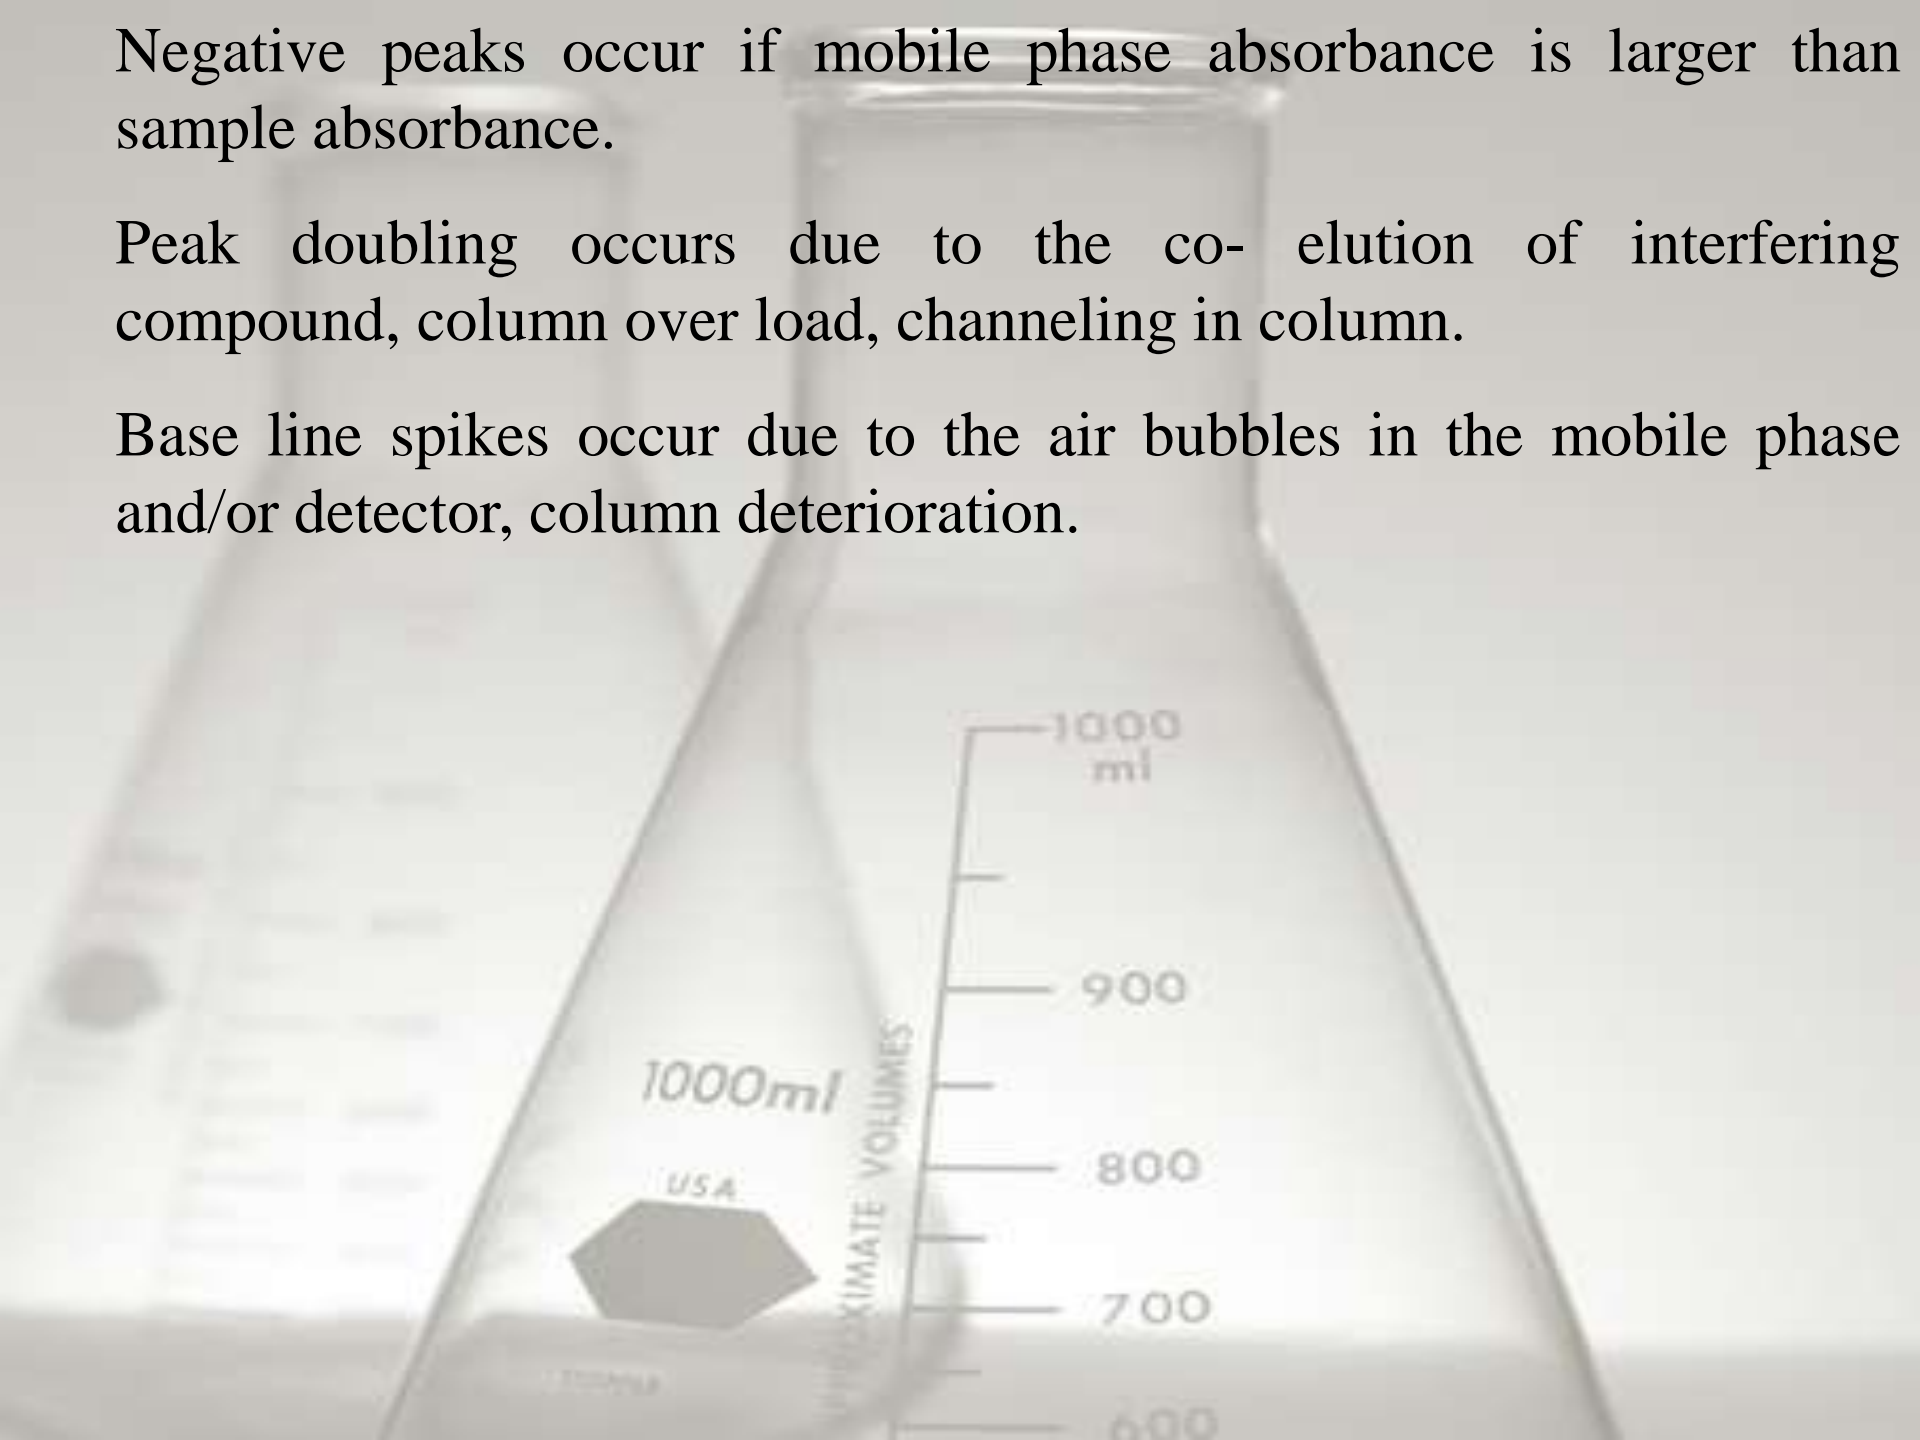 Negative peaks occur if mobile phase absorbance is larger than
sample absorbance.
Peak doubling occurs due to the co- elution of interfering
compound, column over load, channeling in column.
Base line spikes occur due to the air bubbles in the mobile phase
and/or detector, column deterioration.
1000
ml
900
1000ml
VOLUMES
800
USA
700
600